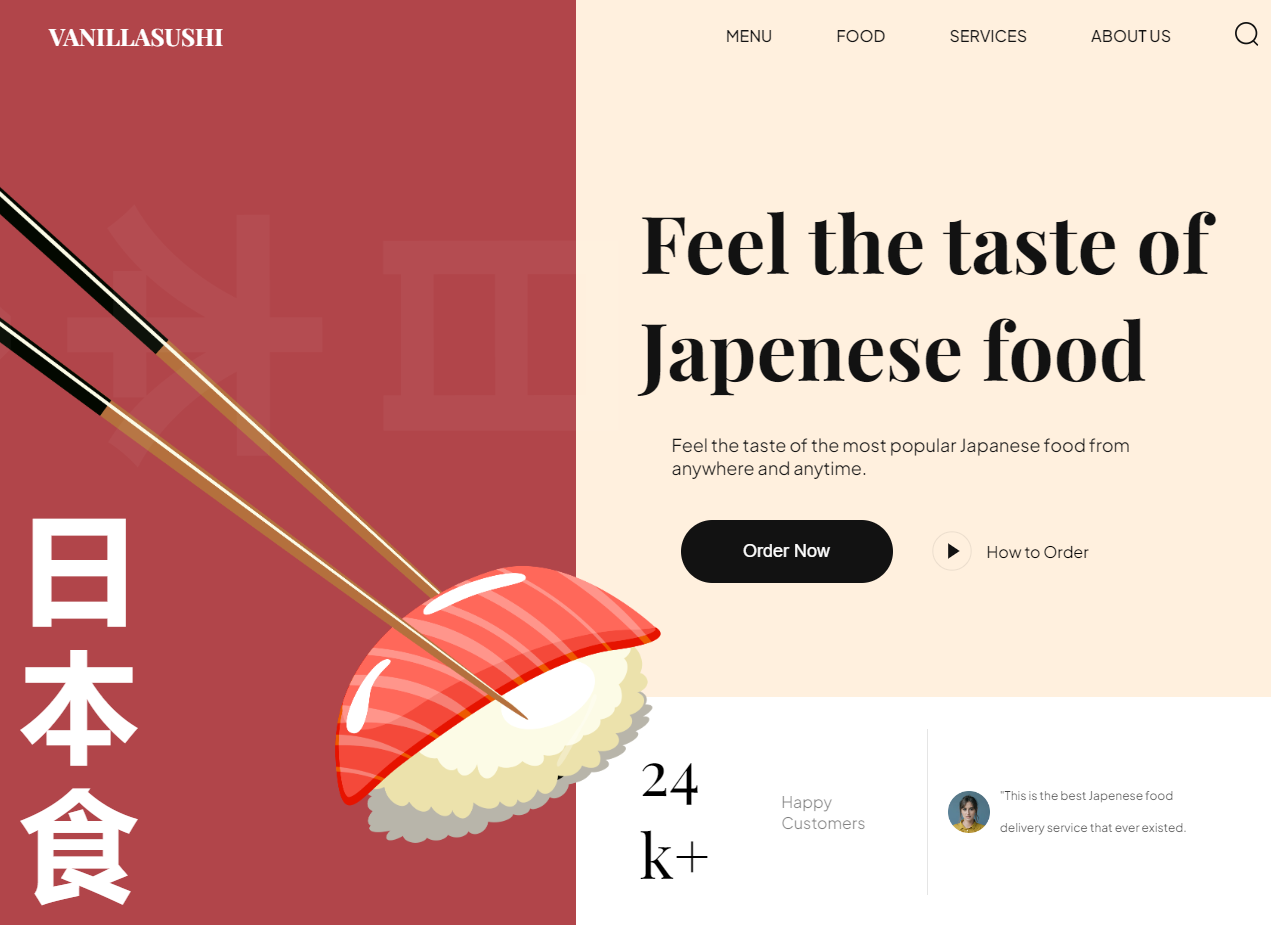 VANILLASUSHI
MENU
FOOD
SERVICES
ABOUT US
日
本
食
Feel the taste of
Japenese food
Feel the taste of the most popular Japanese food from
anywhere and anytime.
Order Now
How to Order
24
k+
Happy
Customers
"This is the best Japenese food
delivery service that ever existed.